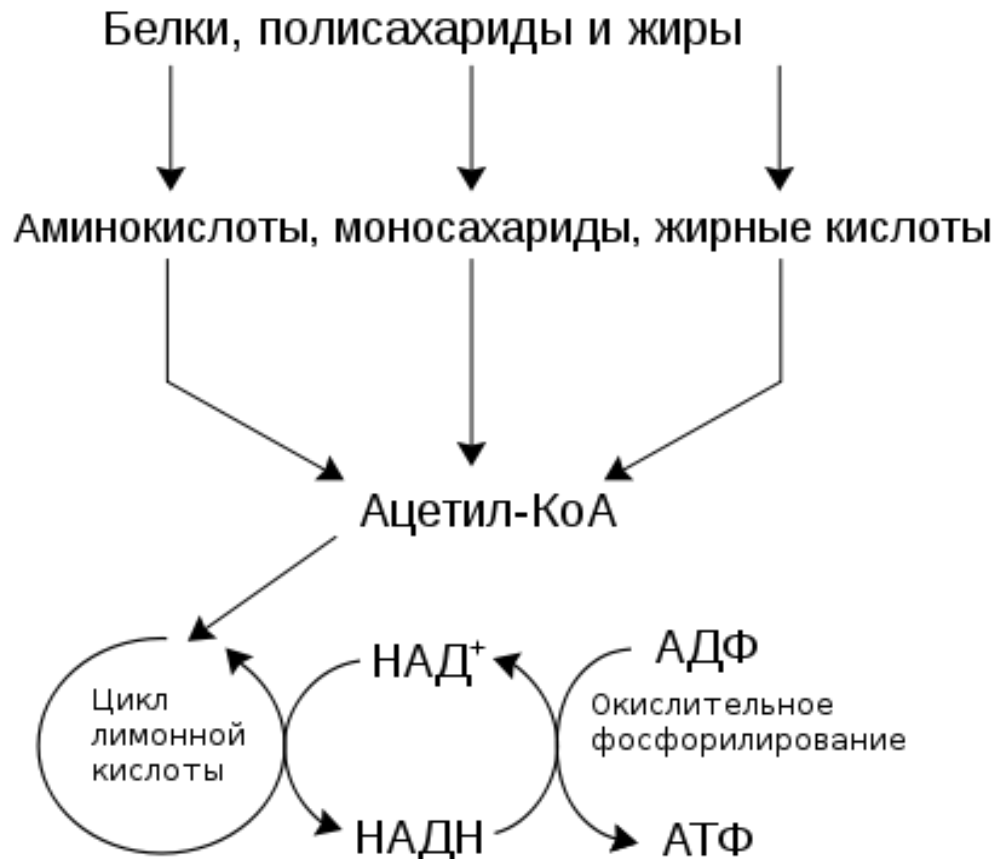 Белки, полисахариды и жиры
Аминокислоты, моносахариды, жирные кислоты
Ацетил-КоА
Цикл
лимонной
кислоты
НАД⁺
НАДН
АДФ
Окислительное
фосфорилирование
АТФ